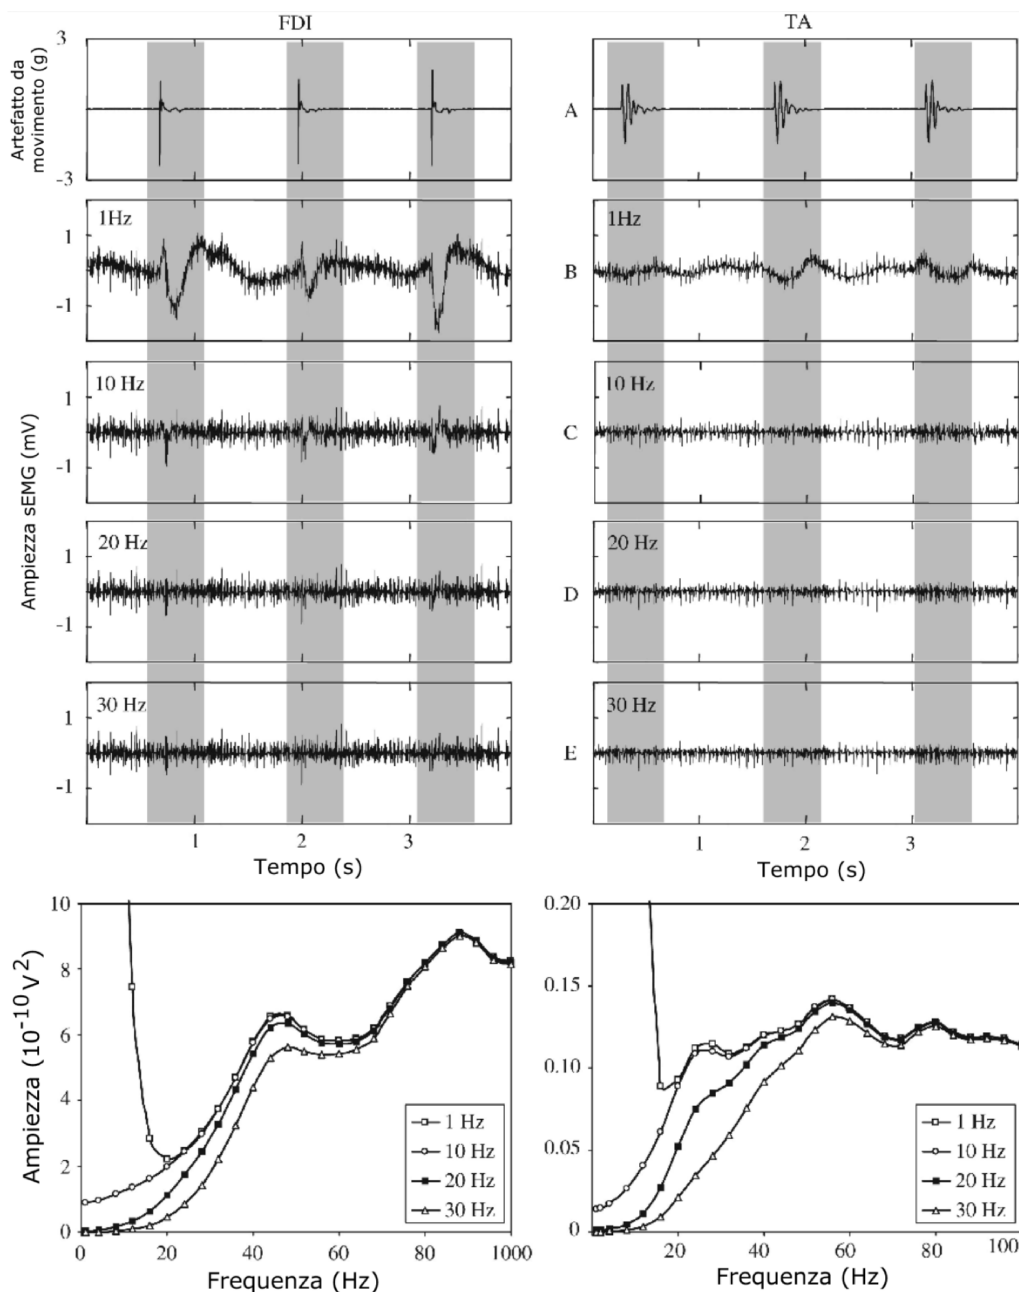 FDI TA
Artefatto da
movimento (g)
3
-3
A
1Hz 1Hz
1
-1
B
10 Hz 10 Hz
1
-1
C
Ampiezza sEMG (mV)
20 Hz 20 Hz
1
-1
D
30 Hz 30 Hz
1
-1
E
1 2 3 1 2 3
Tempo (s) Tempo (s)
Ampiezza (10-10V2)
10
8
6
4
2
0
0 20 40 60 80 1000
Frequenza (Hz)
1 Hz
10 Hz
20 Hz
30 Hz
0.20
0.15
0.10
0.05
0
20 40 60 80 100
Frequenza (Hz)
1 Hz
10 Hz
20 Hz
30 Hz